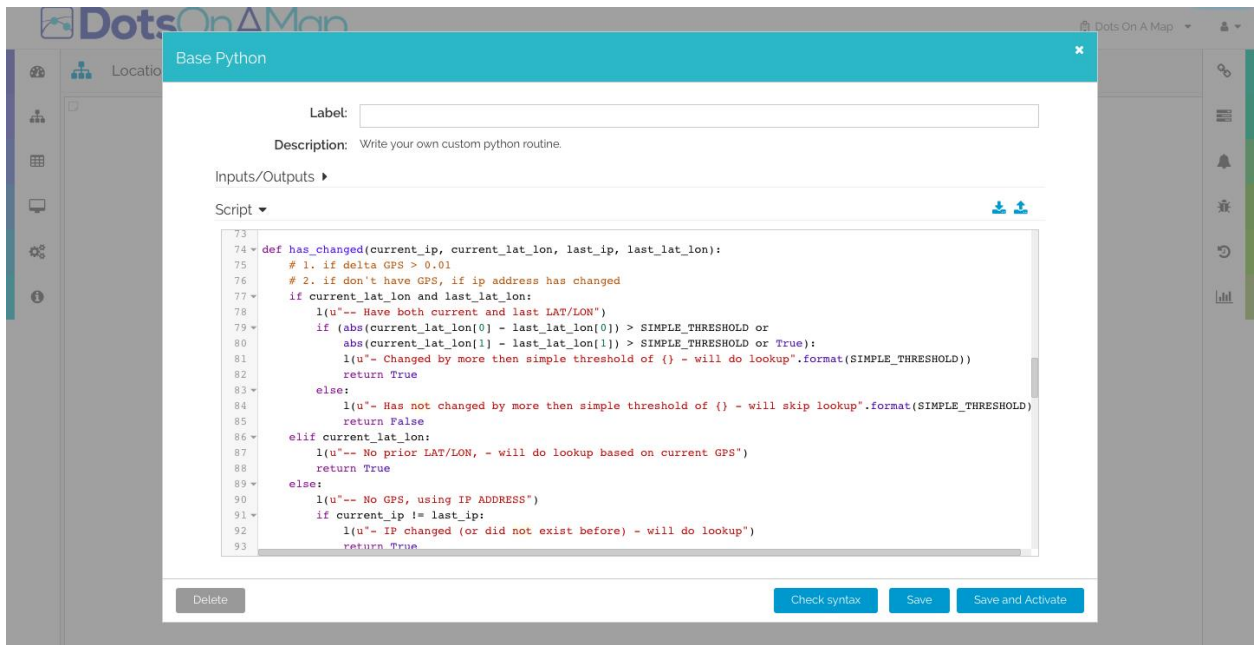 DotsOnAMap
Dots On A Map
Locatio
Base Python
Label:
Description: Write your own custom python routine.
Inputs/Outputs
Script
73
74 def has_changed(current_ip, current_lat_lon, last_ip, last_lat_lon):
75     # 1. if delta GPS > 0.01
76     # 2. if don't have GPS, if ip address has changed
77     if current_lat_lon and last_lat_lon:
78         l(u"-- Have both current and last LAT/LON")
79         if (abs(current_lat_lon[0] - last_lat_lon[0]) > SIMPLE_THRESHOLD or
80             abs(current_lat_lon[1] - last_lat_lon[1]) > SIMPLE_THRESHOLD or True):
81             l(u"- Changed by more then simple threshold of {} - will do lookup".format(SIMPLE_THRESHOLD))
82             return True
83         else:
84             l(u"- Has not changed by more then simple threshold of {} - will skip lookup".format(SIMPLE_THRESHOLD)
85             return False
86     elif current_lat_lon:
87         l(u"-- No prior LAT/LON, - will do lookup based on current GPS")
88         return True
89     else:
90         l(u"-- No GPS, using IP ADDRESS")
91         if current_ip != last_ip:
92             l(u"- IP changed (or did not exist before) - will do lookup")
93             return True
Delete
Check syntax
Save
Save and Activate